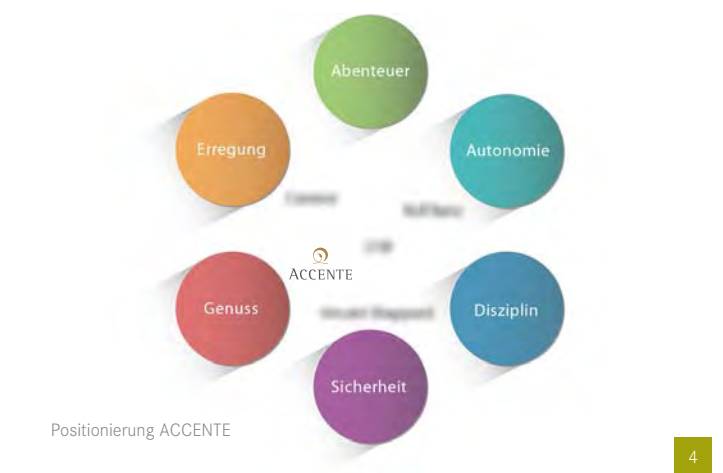 Abenteuer
Erregung
Autonomie
ACCENTE
Genuss
Disziplin
Sicherheit
Positionierung ACCENTE
4